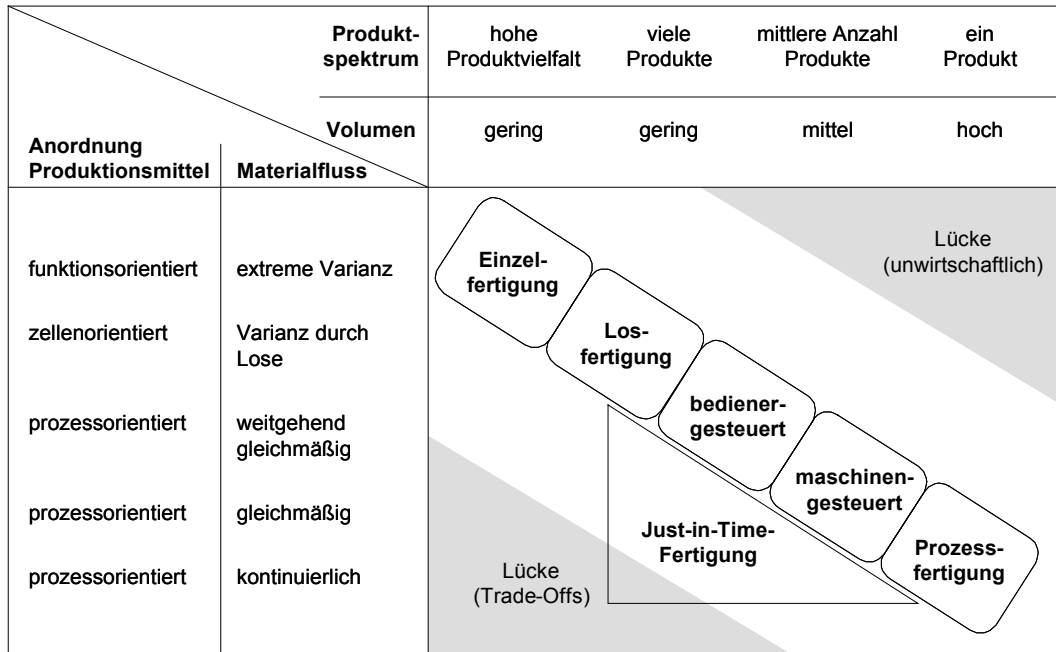 Produkt-
spektrum
hohe
Produktvielfalt
viele
Produkte
mittlere Anzahl
Produkte
ein
Produkt
Volumen
gering
gering
mittel
hoch
Anordnung
Produktionsmittel
Materialfluss
funktionsorientiert
extreme Varianz
zellenorientiert
Varianz durch
Lose
prozessorientiert
weitgehend
gleichmäßig
prozessorientiert
gleichmäßig
prozessorientiert
kontinuierlich
Einzel-
fertigung
Los-
fertigung
bediener-
gesteuert
maschinen-
gesteuert
Prozess-
fertigung
Lücke
(unwirtschaftlich)
Just-in-Time-
Fertigung
Lücke
(Trade-Offs)